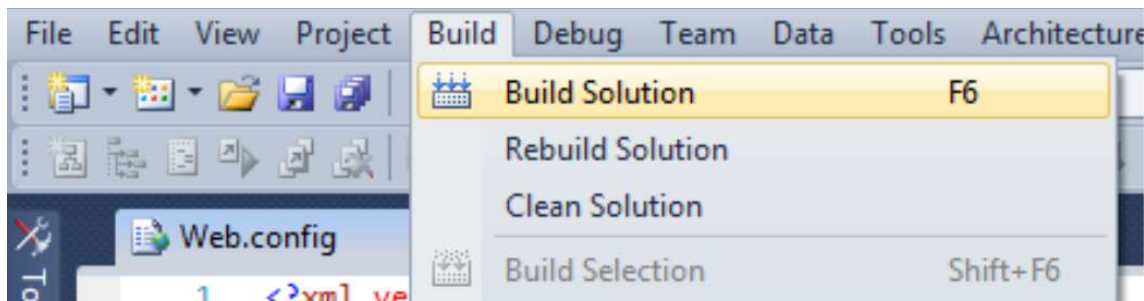 File Edit View Project Build Debug Team Data Tools Architecture
Build Solution F6
Rebuild Solution
Clean Solution
Web.config
Build Selection Shift+F6
To
1 <?xml ve